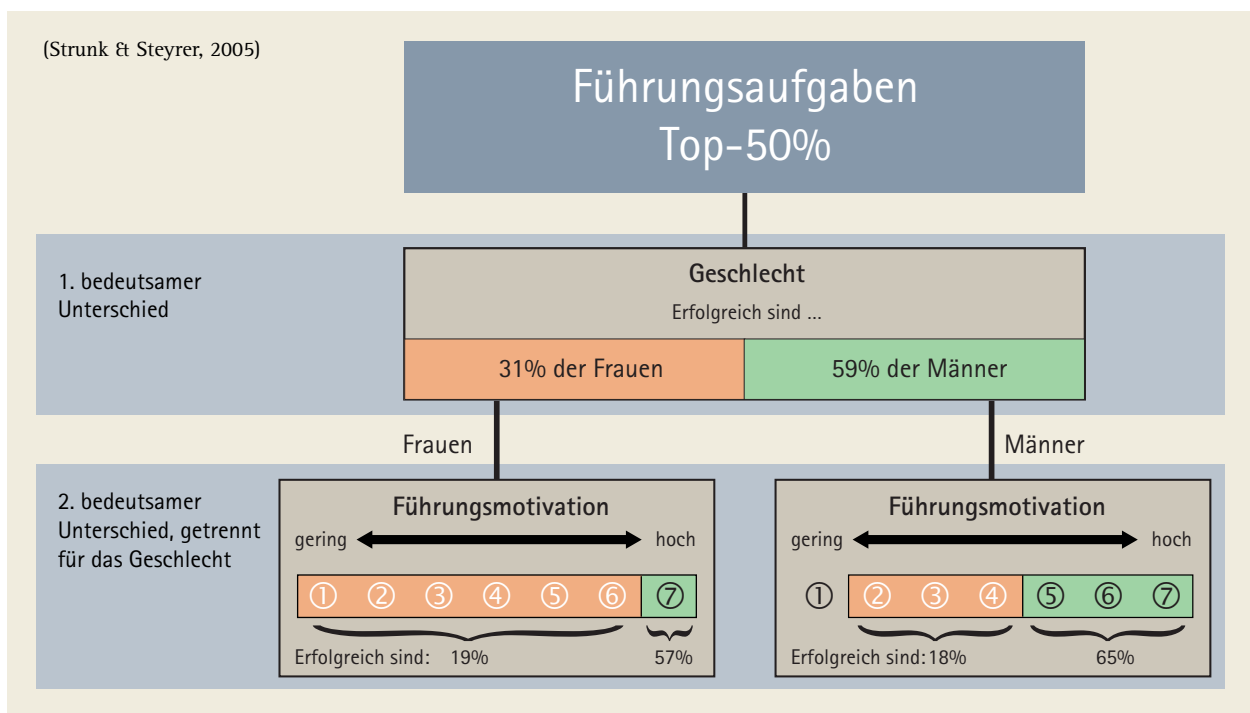 (Strunk & Steyrer, 2005)
Führungsaufgaben
Top-50%
1. bedeutsamer
Unterschied
Geschlecht
Erfolgreich sind ...
31% der Frauen
59% der Männer
Frauen
Männer
2. bedeutsamer
Unterschied, getrennt
für das Geschlecht
Führungsmotivation
gering hoch
① ② ③ ④ ⑤ ⑥ ⑦
Erfolgreich sind: 19% 57%
Führungsmotivation
gering hoch
① ② ③ ④ ⑤ ⑥ ⑦
Erfolgreich sind: 18% 65%